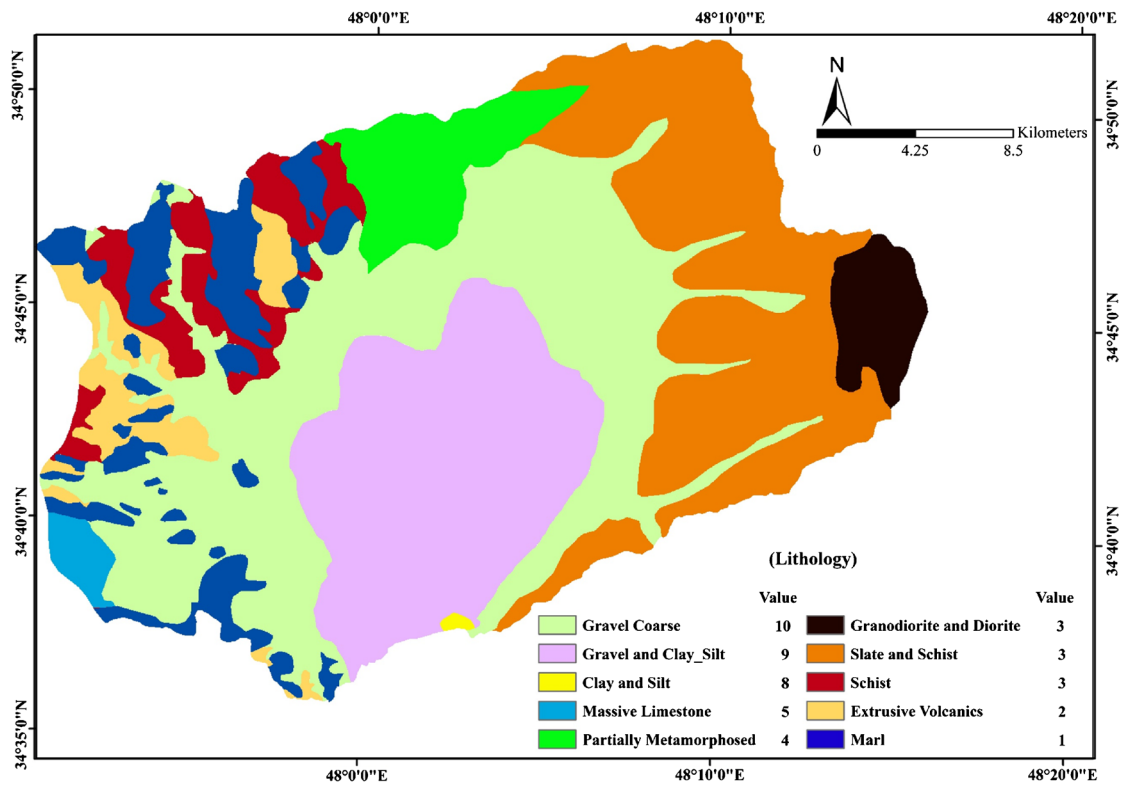 48°0'0"E 48°10'0"E 48°20'0"E
34°50'0"N
34°45'0"N
34°40'0"N
34°35'0"N
N
Kilometers
0 4.25 8.5
34°50'0"N
34°45'0"N
34°40'0"N
(Lithology)
Value Value
Gravel Coarse 10 Granodiorite and Diorite 3
Gravel and Clay_Silt 9 Slate and Schist 3
Clay and Silt 8 Schist 3
Massive Limestone 5 Extrusive Volcanics 2
Partially Metamorphosed 4 Marl 1
48°0'0"E 48°10'0"E 48°20'0"E